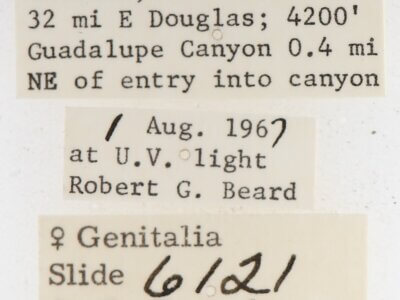 32 mi E Douglas; 4200'
Guadalupe Canyon 0.4 mi
NE of entry into canyon
1 Aug. 1967
at U.V. light
Robert G. Beard
♀ Genitalia
Slide 6121